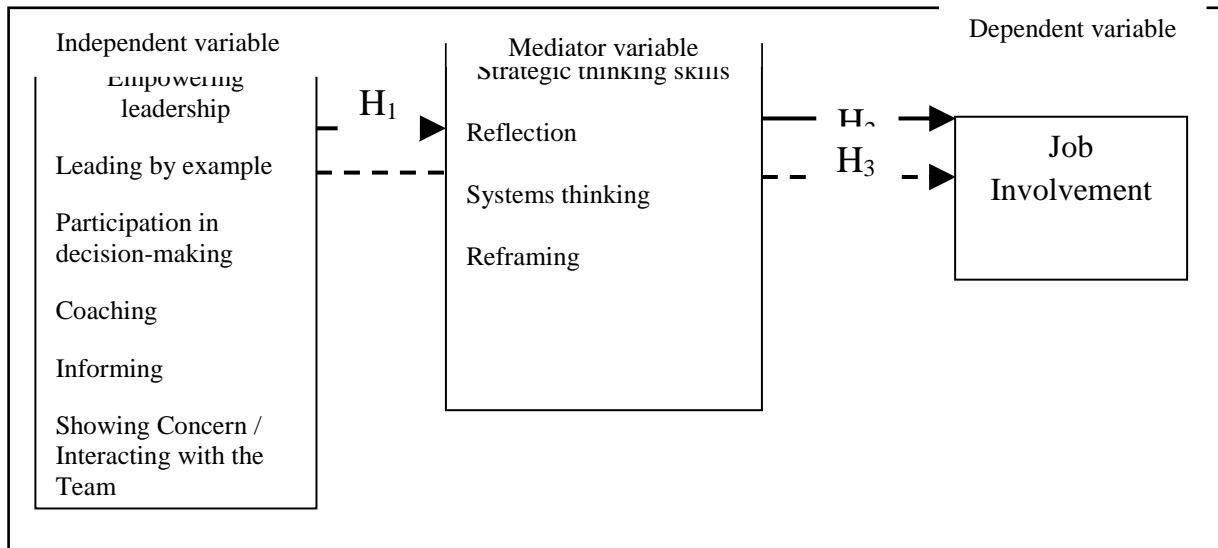 Independent variable
Empowering
leadership
Leading by example
Participation in
decision-making
Coaching
Informing
Showing Concern /
Interacting with the
Team
H₁
Mediator variable
Strategic thinking skills
Reflection
Systems thinking
Reframing
H₃
Dependent variable
Job
Involvement